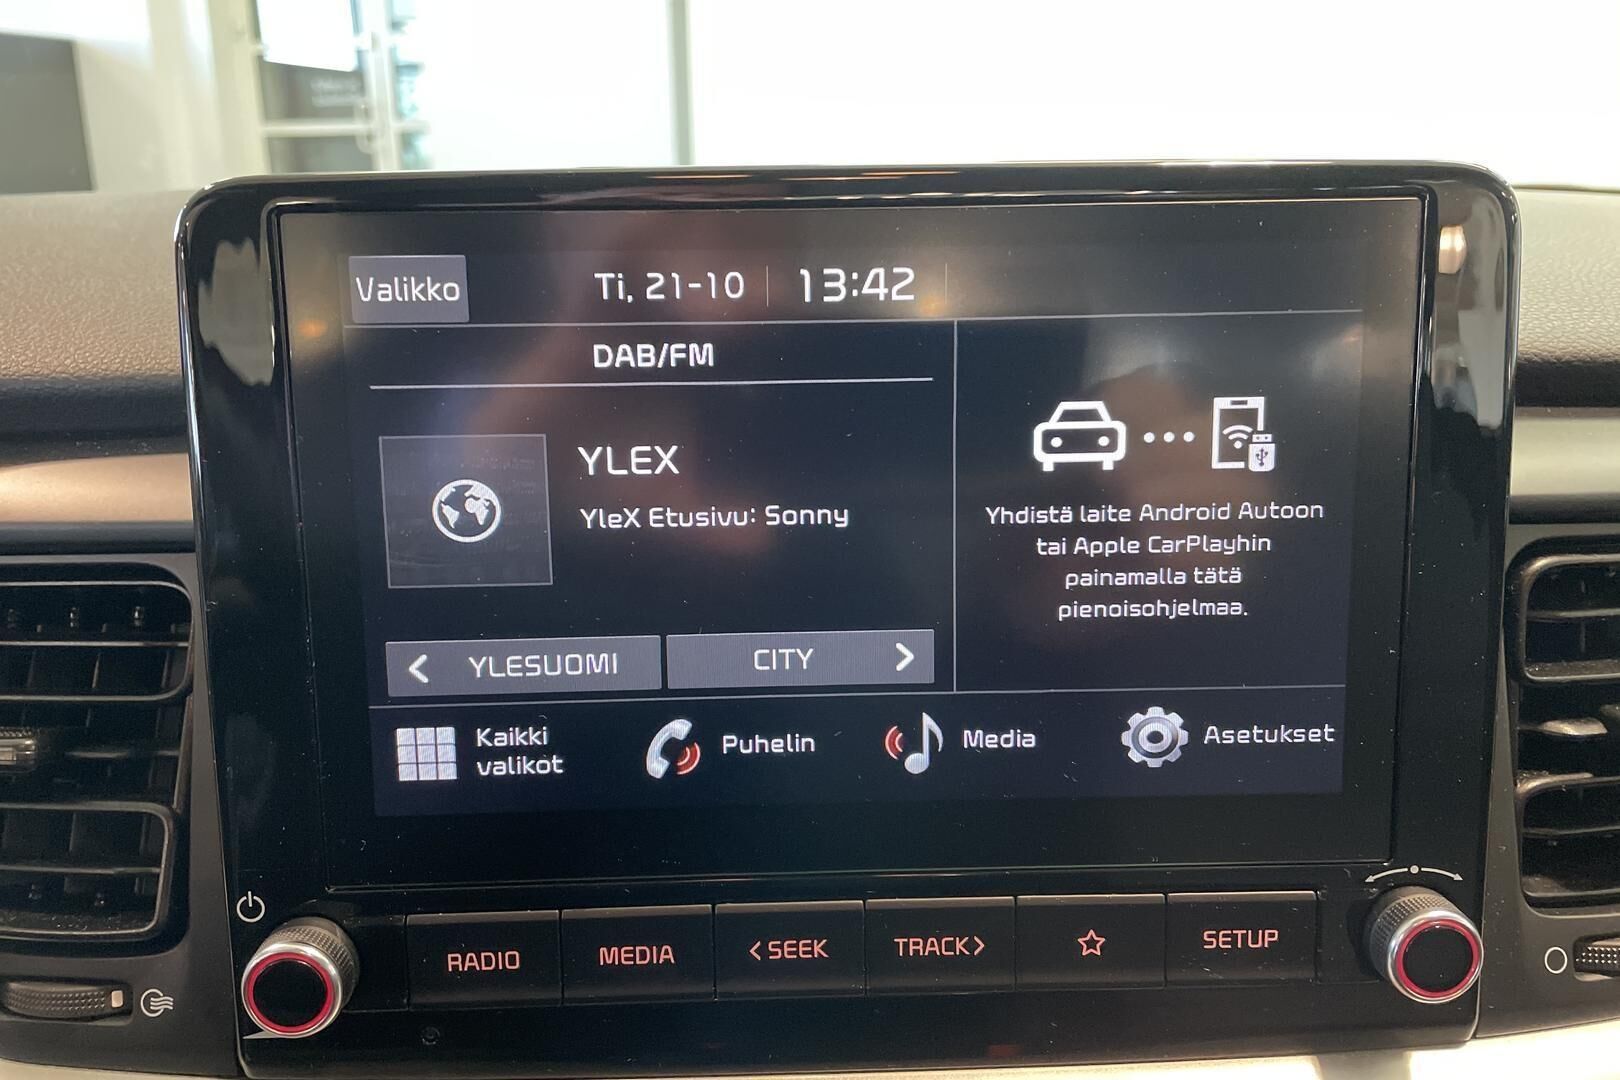 Valikko
Ti, 21-10
13:42
DAB/FM
YLEX
YleX Etusivu: Sonny
YLESUOMI
CITY
Yhdistä laite Android Autoon
tai Apple CarPlayhin
painamalla tätä
pienoisohjelmaa.
Kaikki
valikot
Puhelin
Media
Asetukset
RADIO
MEDIA
< SEEK
TRACK >
SETUP